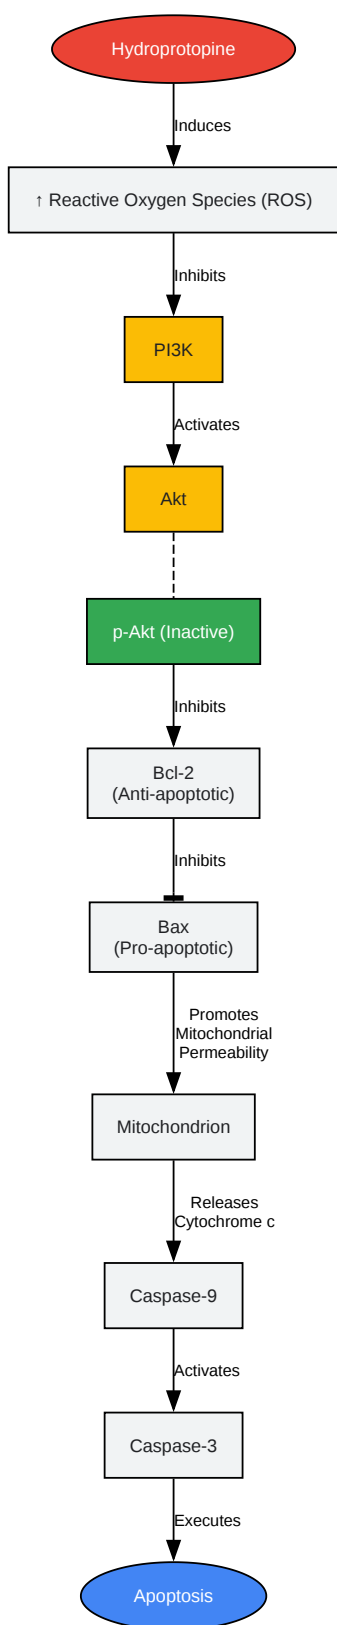 Hydroprotopine
Induces
↑ Reactive Oxygen Species (ROS)
Inhibits
PI3K
Activates
Akt
p-Akt (Inactive)
Inhibits
Bcl-2
(Anti-apoptotic)
Inhibits
Bax
(Pro-apoptotic)
Promotes
Mitochondrial
Permeability
Mitochondrion
Releases
Cytochrome c
Caspase-9
Activates
Caspase-3
Executes
Apoptosis